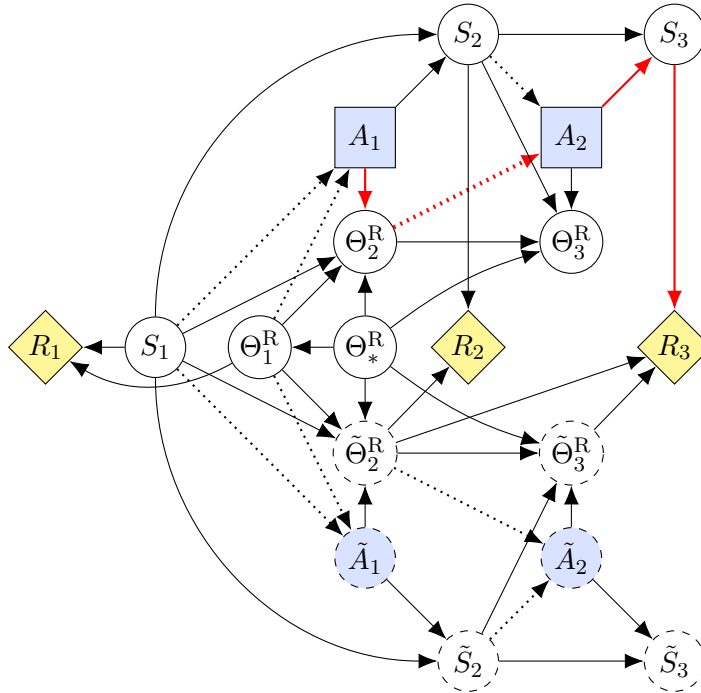 S₂ S₃
A₁ A₂
Θ₂ᴿ Θ₃ᴿ
R₁ S₁ Θ₁ᴿ Θ⁎ᴿ R₂ R₃
Θ̃₂ᴿ Θ̃₃ᴿ
Ã₁ Ã₂
S̃₂ S̃₃